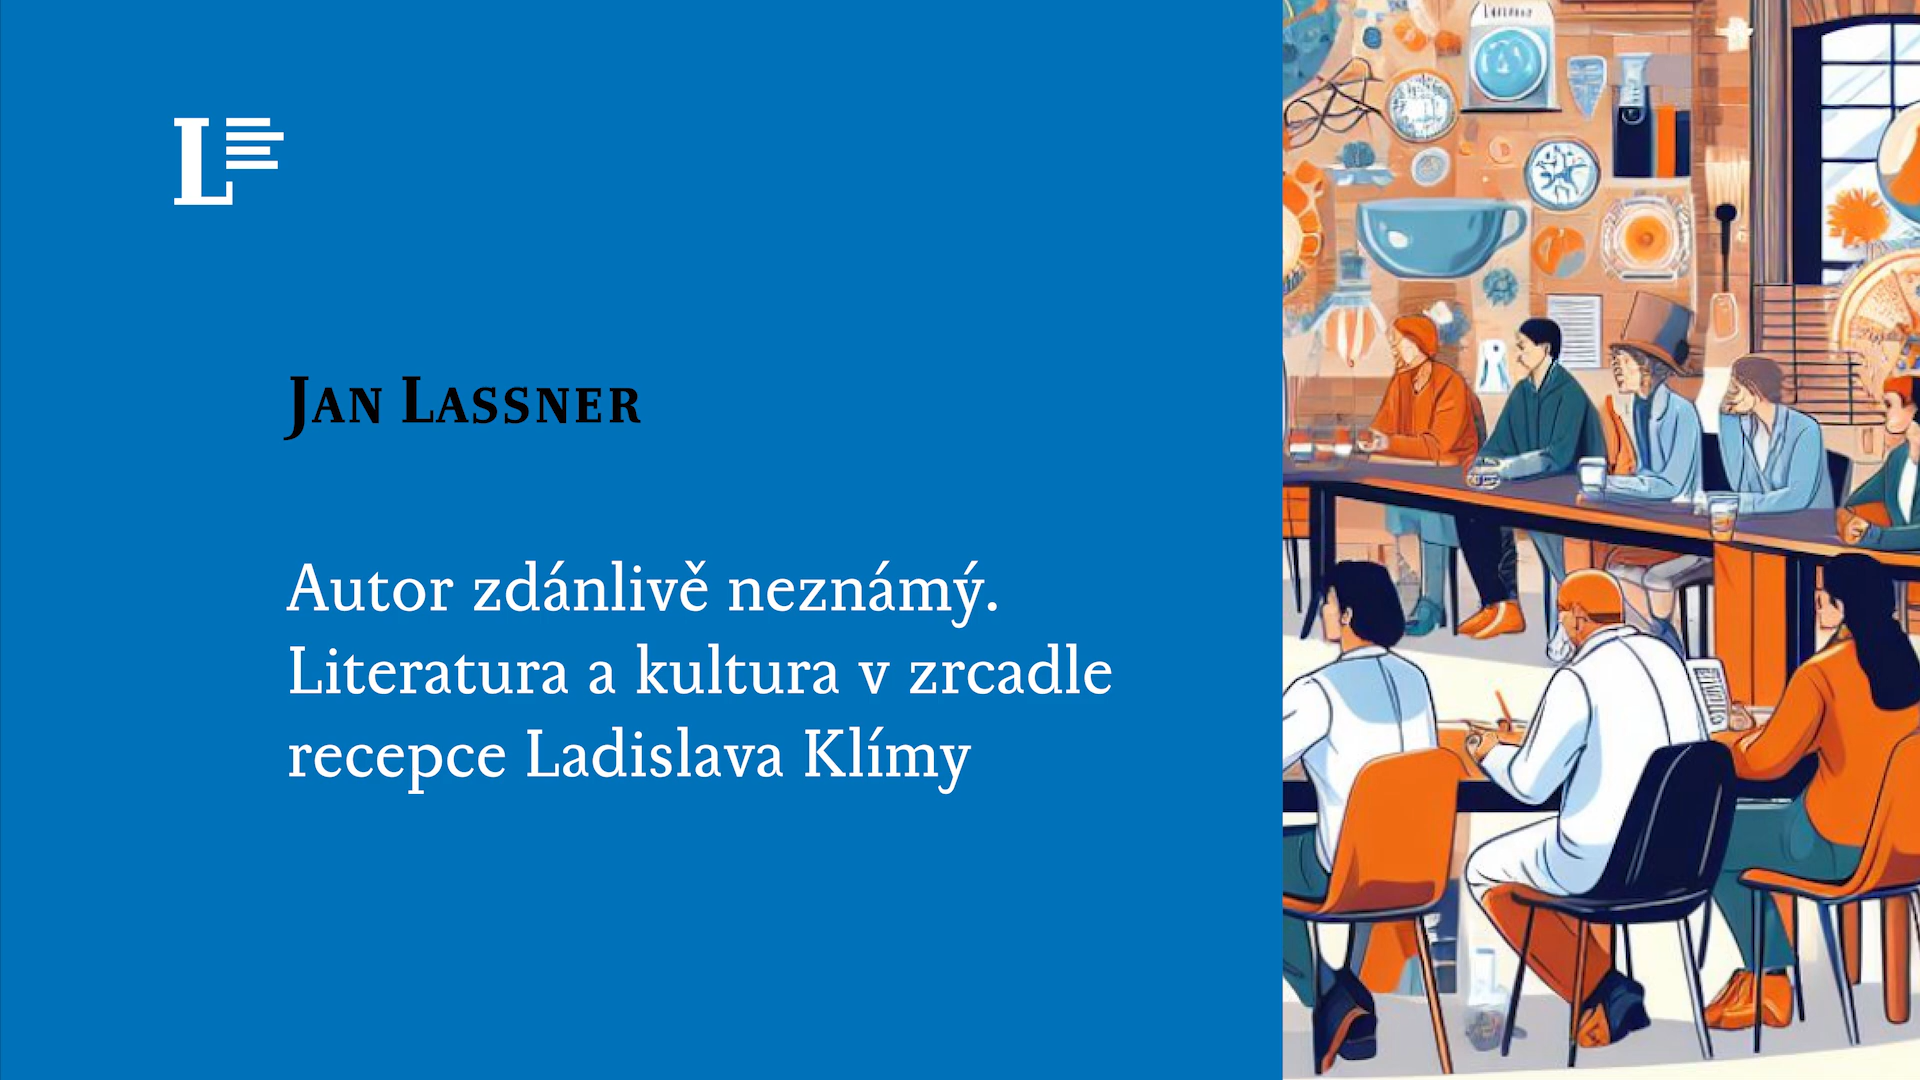 L
JAN LASSNER
Autor zdánlivě neznámý.
Literatura a kultura v zrcadle
recepce Ladislava Klímy